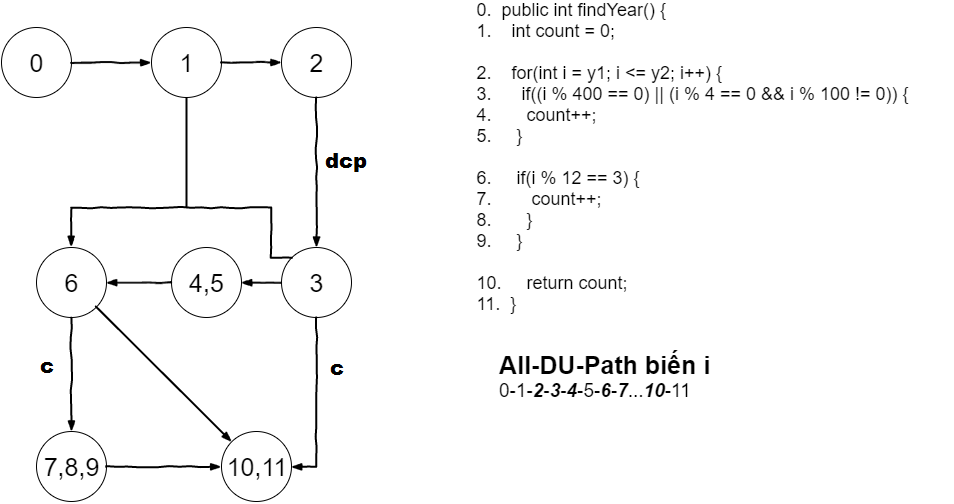 0
1
2
dcp
6
4,5
3
c
c
7,8,9
10,11
0. public int findYear() {
1. int count = 0;
2. for(int i = y1; i <= y2; i++) {
3. if((i % 400 == 0) || (i % 4 == 0 && i % 100 != 0)) {
4. count++;
5. }
6. if(i % 12 == 3) {
7. count++;
8. }
9. }
10. return count;
11. }
All-DU-Path biến i
0-1-2-3-4-5-6-7...10-11